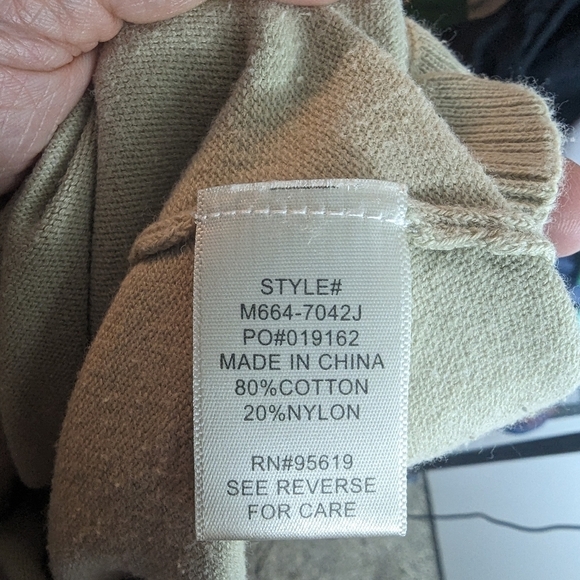 STYLE#
M664-7042J
PO#019162
MADE IN CHINA
80%COTTON
20%NYLON
RN#95619
SEE REVERSE
FOR CARE